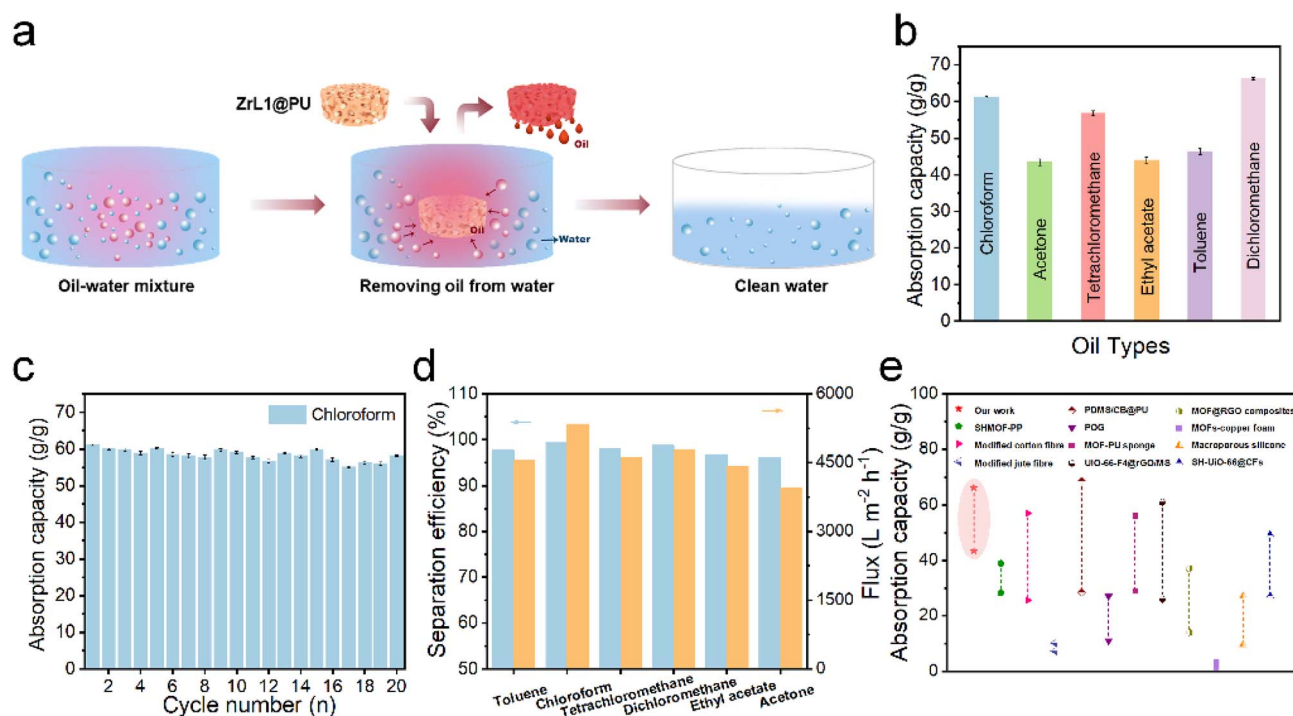 a
ZrL1@PU
Oil
Oil
Water
Oil-water mixture
Removing oil from water
Clean water
b
Absorption capacity (g/g)
70
60
50
40
30
20
10
0
Chloroform
Acetone
Tetrachloromethane
Ethyl acetate
Toluene
Dichloromethane
Oil Types
c
Absorption capacity (g/g)
70
60
50
40
30
20
10
0
Chloroform
2 4 6 8 10 12 14 16 18 20
Cycle number (n)
d
Separation efficiency (%)
110
100
90
80
70
60
50
6000
4500
3000
1500
0
Flux (L m⁻² h⁻¹)
Toluene
Chloroform
Tetrachloromethane
Dichloromethane
Ethyl acetate
Acetone
e
Absorption capacity (g/g)
100
80
60
40
20
0
Our work
SHMOF-PP
Modified cotton fibre
Modified jute fibre
PDMS/CB@PU
POG
MOF-PU sponge
UIO-66-F4@rGO/MS
MOF@RGO composites
MOFs-copper foam
Macroporous silicone
SH-UiO-66@CFs